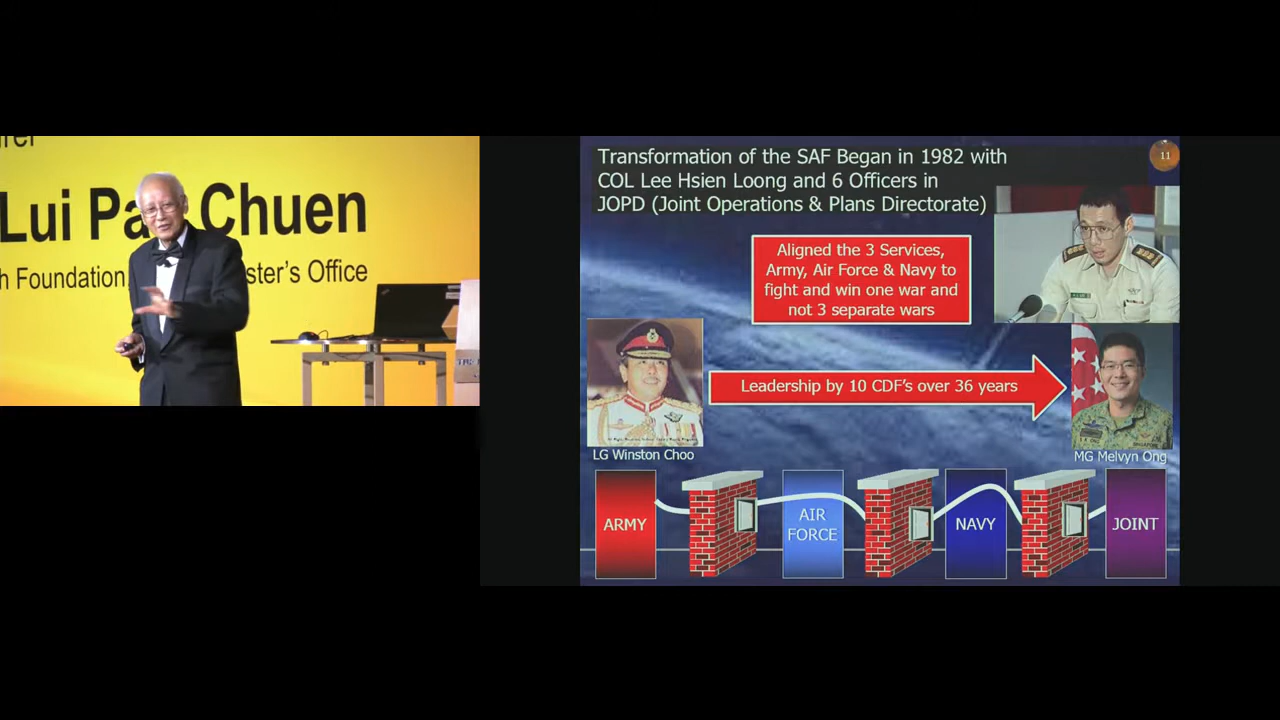 Lui Pa Chuen
h Foundation, ster's Office
11
Transformation of the SAF Began in 1982 with
COL Lee Hsien Loong and 6 Officers in
JOPD (Joint Operations & Plans Directorate)
Aligned the 3 Services,
Army, Air Force & Navy to
fight and win one war and
not 3 separate wars
Leadership by 10 CDF's over 36 years
LG Winston Choo
MG Melvyn Ong
ARMY
AIR
FORCE
NAVY
JOINT